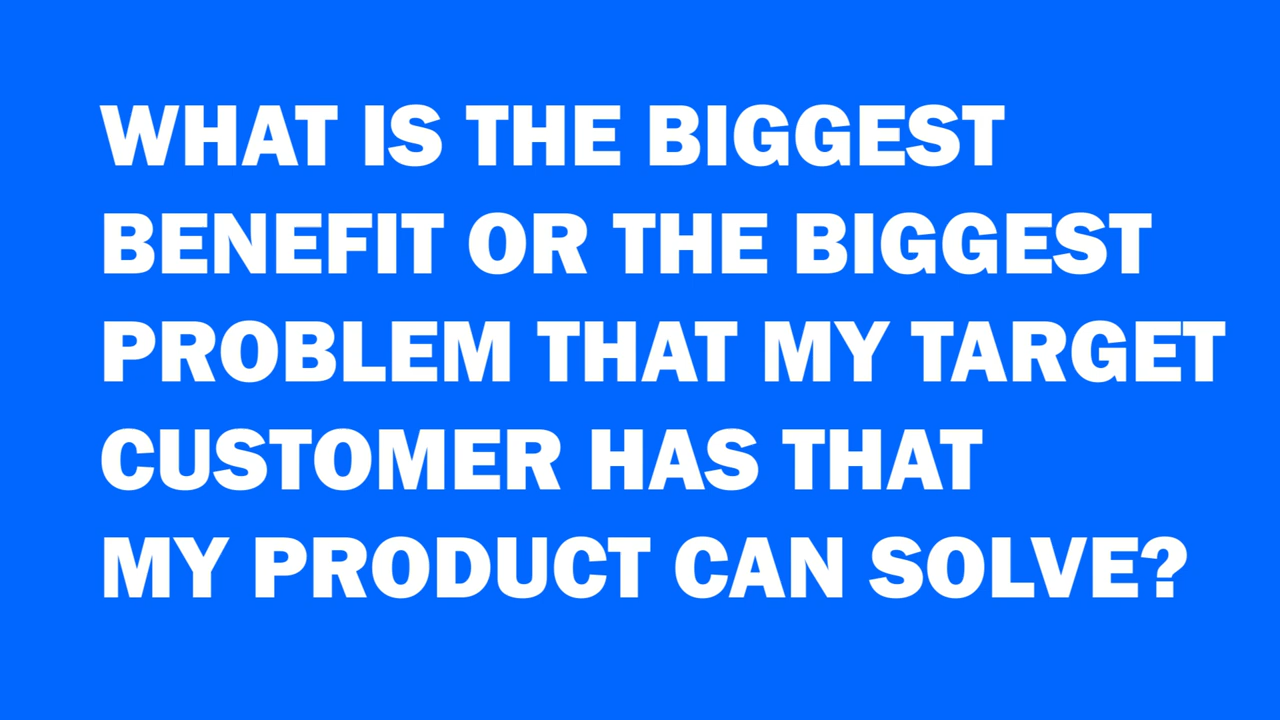 WHAT IS THE BIGGEST
BENEFIT OR THE BIGGEST
PROBLEM THAT MY TARGET
CUSTOMER HAS THAT
MY PRODUCT CAN SOLVE?